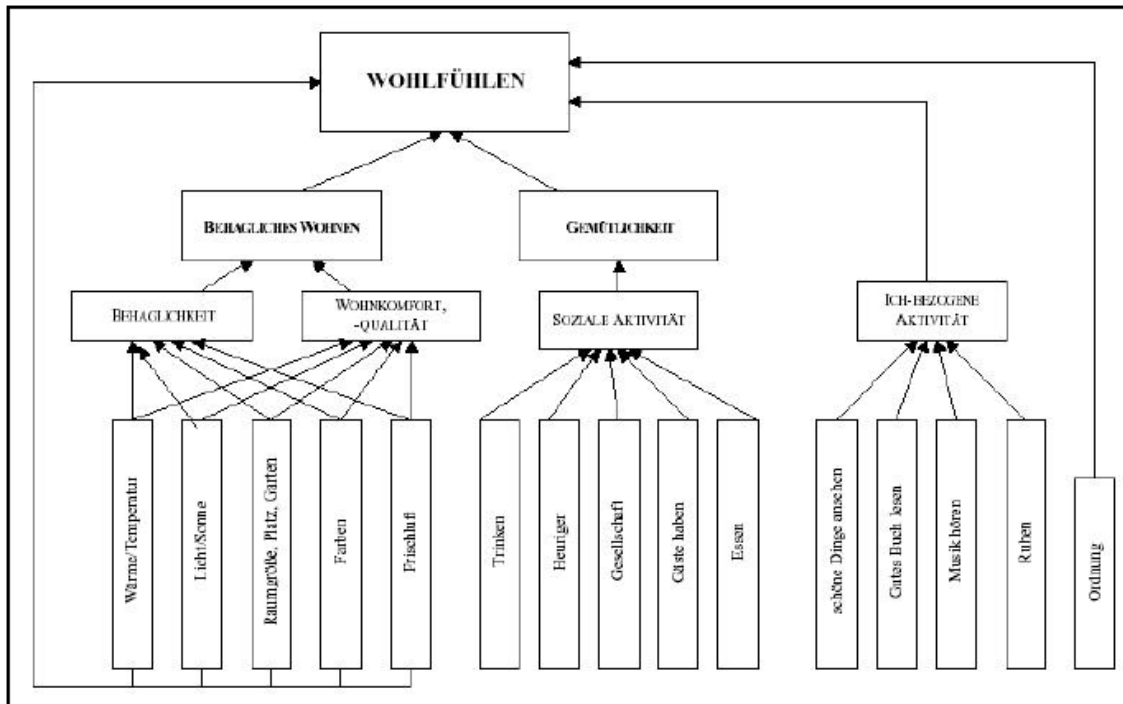 WOHLFÜHLEN
BEHAGLICHES WOHNEN
GEMÜTLICHKEIT
BEHAGLICHKEIT
WOHNKOMFORT,
-QUALITÄT
SOZIALE AKTIVITÄT
ICH-BEZOGENE
AKTIVITÄT
Wärme/Temperatur
Licht/Sonne
Raumgröße, Platz, Garten
Farben
Frischluft
Trinken
Heuriger
Gesellschaft
Gäste haben
Essen
schöne Dinge ansehen
Gutes Buch lesen
Musik hören
Ruhen
Ordnung